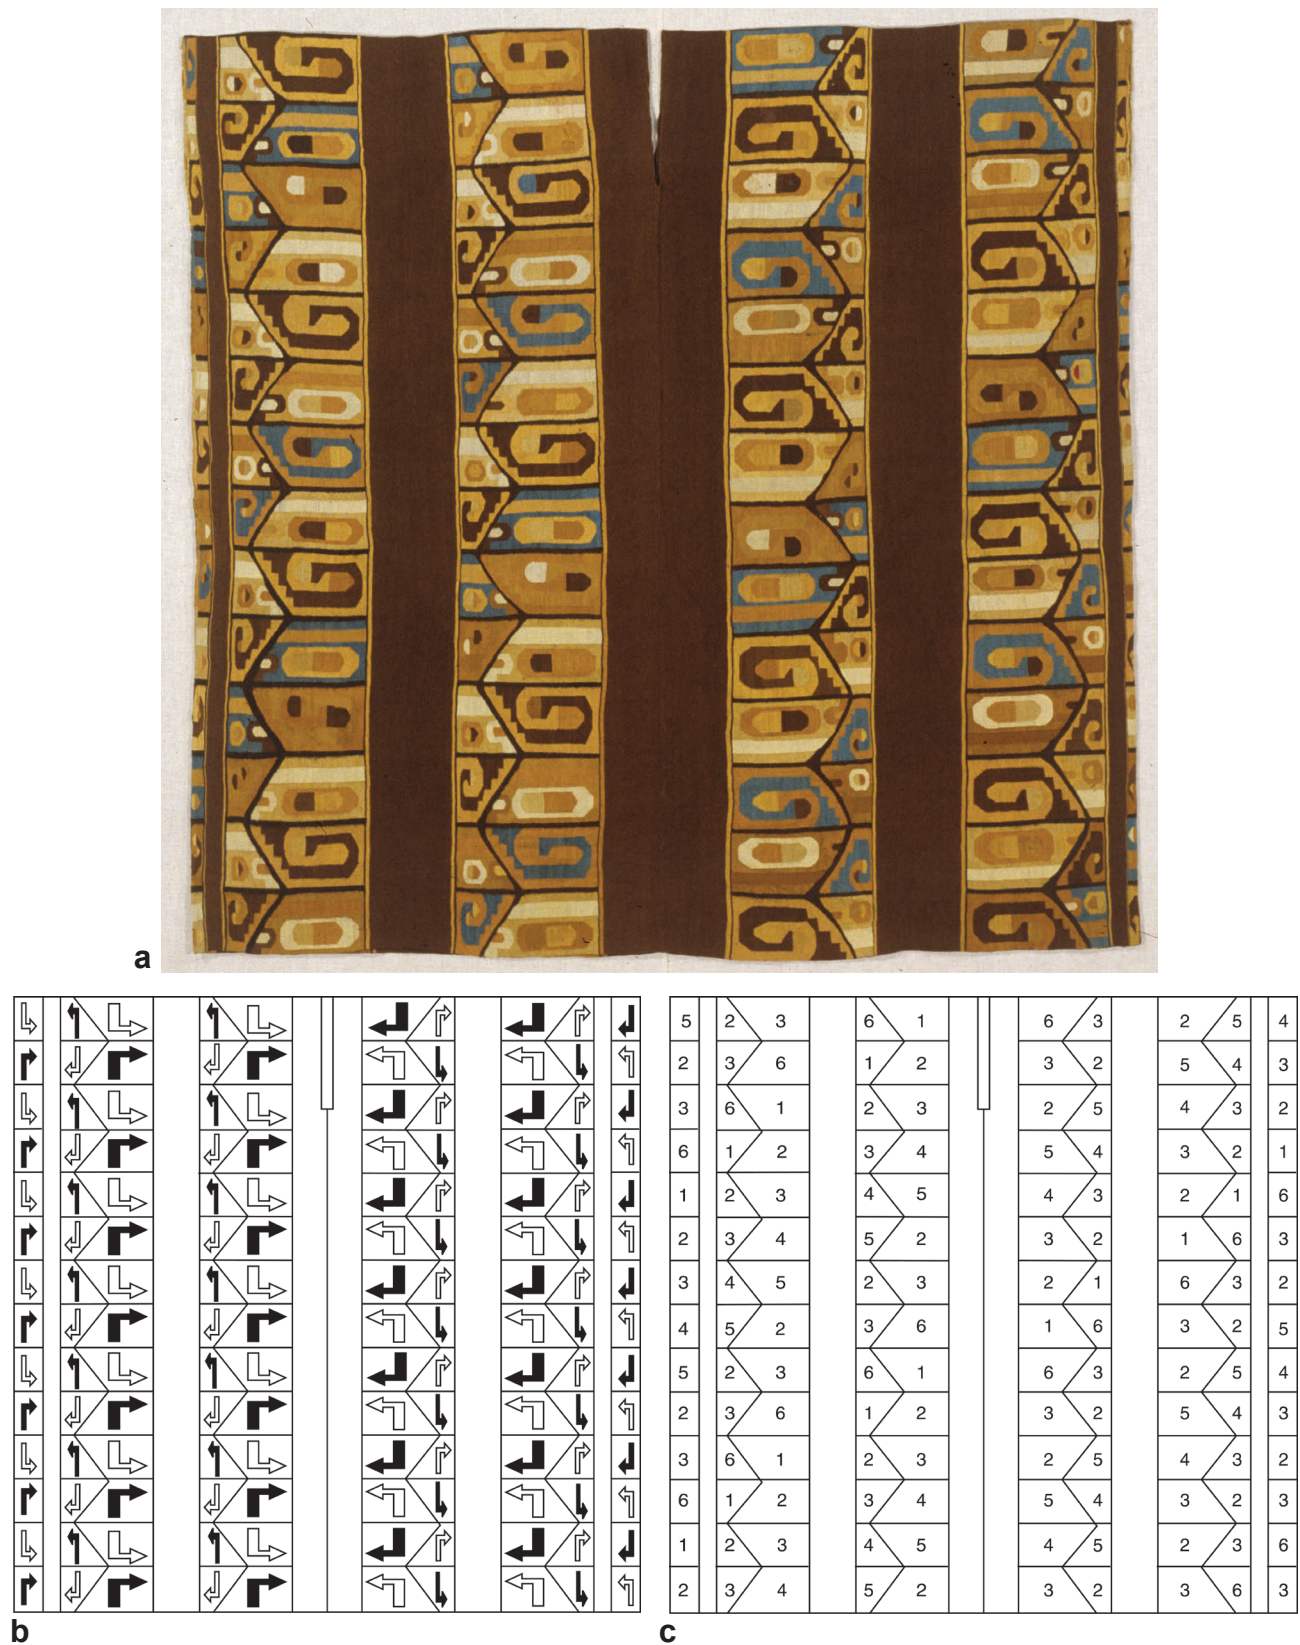 a
5 2 3 6 1 6 3 2 5 4
2 3 6 1 2 3 2 5 4 3
3 6 1 2 3 2 5 4 3 2
6 1 2 3 4 5 4 3 2 1
1 2 3 4 5 4 3 2 1 6
2 3 4 5 2 3 2 1 6 3
3 4 5 2 3 2 1 6 3 2
4 5 2 3 6 1 6 3 2 5
5 2 3 6 1 6 3 2 5 4
2 3 6 1 2 3 2 5 4 3
3 6 1 2 3 2 5 4 3 2
6 1 2 3 4 5 4 3 2 3
1 2 3 4 5 4 5 2 3 6
2 3 4 5 2 3 2 3 6 3
b c